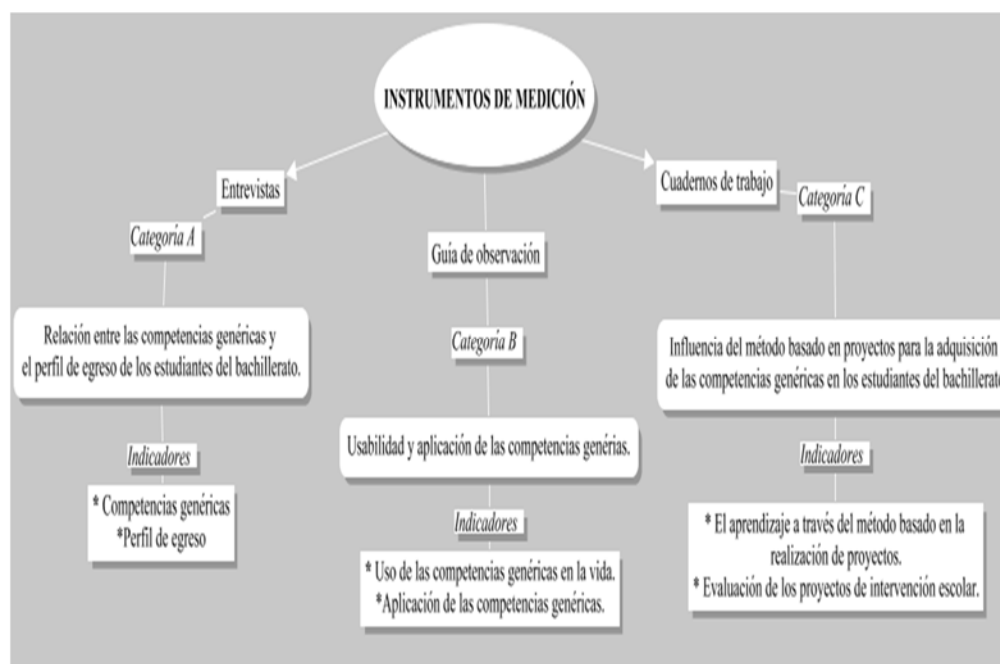 INSTRUMENTOS DE MEDICIÓN
Entrevistas
Categoría A
Relación entre las competencias genéricas y
el perfil de egreso de los estudiantes del bachillerato.
Indicadores
* Competencias genéricas
*Perfil de egreso
Guía de observación
Categoría B
Usabilidad y aplicación de las competencias genérias.
Indicadores
* Uso de las competencias genéricas en la vida.
*Aplicación de las competencias genéricas.
Cuadernos de trabajo
Categoría C
Influencia del método basado en proyectos para la adquisición
de las competencias genéricas en los estudiantes del bachillerato
Indicadores
* El aprendizaje a través del método basado en la
realización de proyectos.
* Evaluación de los proyectos de intervención escolar.